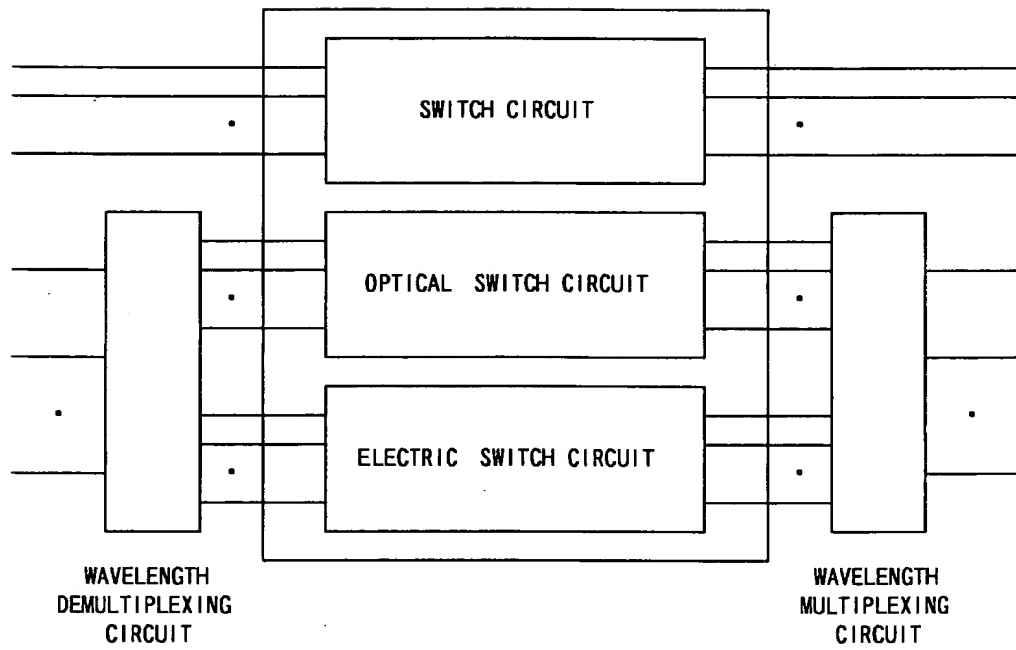 SWITCH CIRCUIT
OPTICAL SWITCH CIRCUIT
ELECTRIC SWITCH CIRCUIT
WAVELENGTH
DEMULTIPLEXING
CIRCUIT
WAVELENGTH
MULTIPLEXING
CIRCUIT